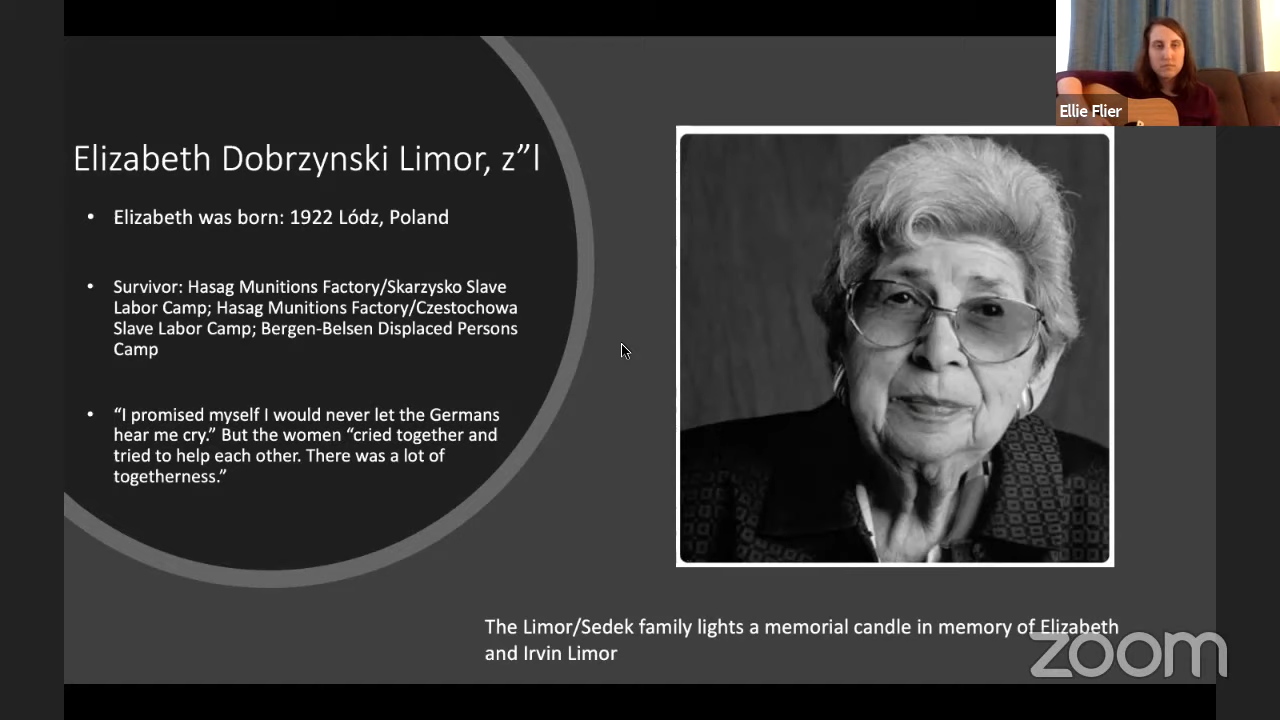 Ellie Flier
Elizabeth Dobrzynski Limor, z”l
• Elizabeth was born: 1922 Lódz, Poland
• Survivor: Hasag Munitions Factory/Skarzysko Slave
Labor Camp; Hasag Munitions Factory/Czestochowa
Slave Labor Camp; Bergen-Belsen Displaced Persons
Camp
• “I promised myself I would never let the Germans
hear me cry.” But the women “cried together and
tried to help each other. There was a lot of
togetherness.”
The Limor/Sedek family lights a memorial candle in memory of Elizabeth
and Irvin Limor
zoom